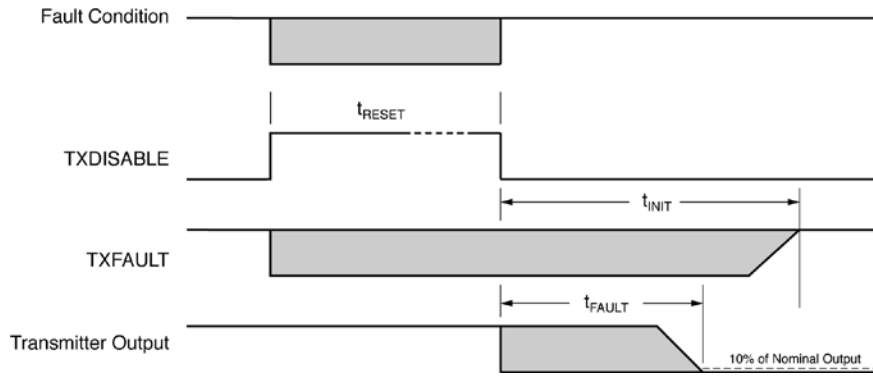 Fault Condition
tRESET
TXDISABLE
tINIT
TXFAULT
tFAULT
Transmitter Output
10% of Nominal Output